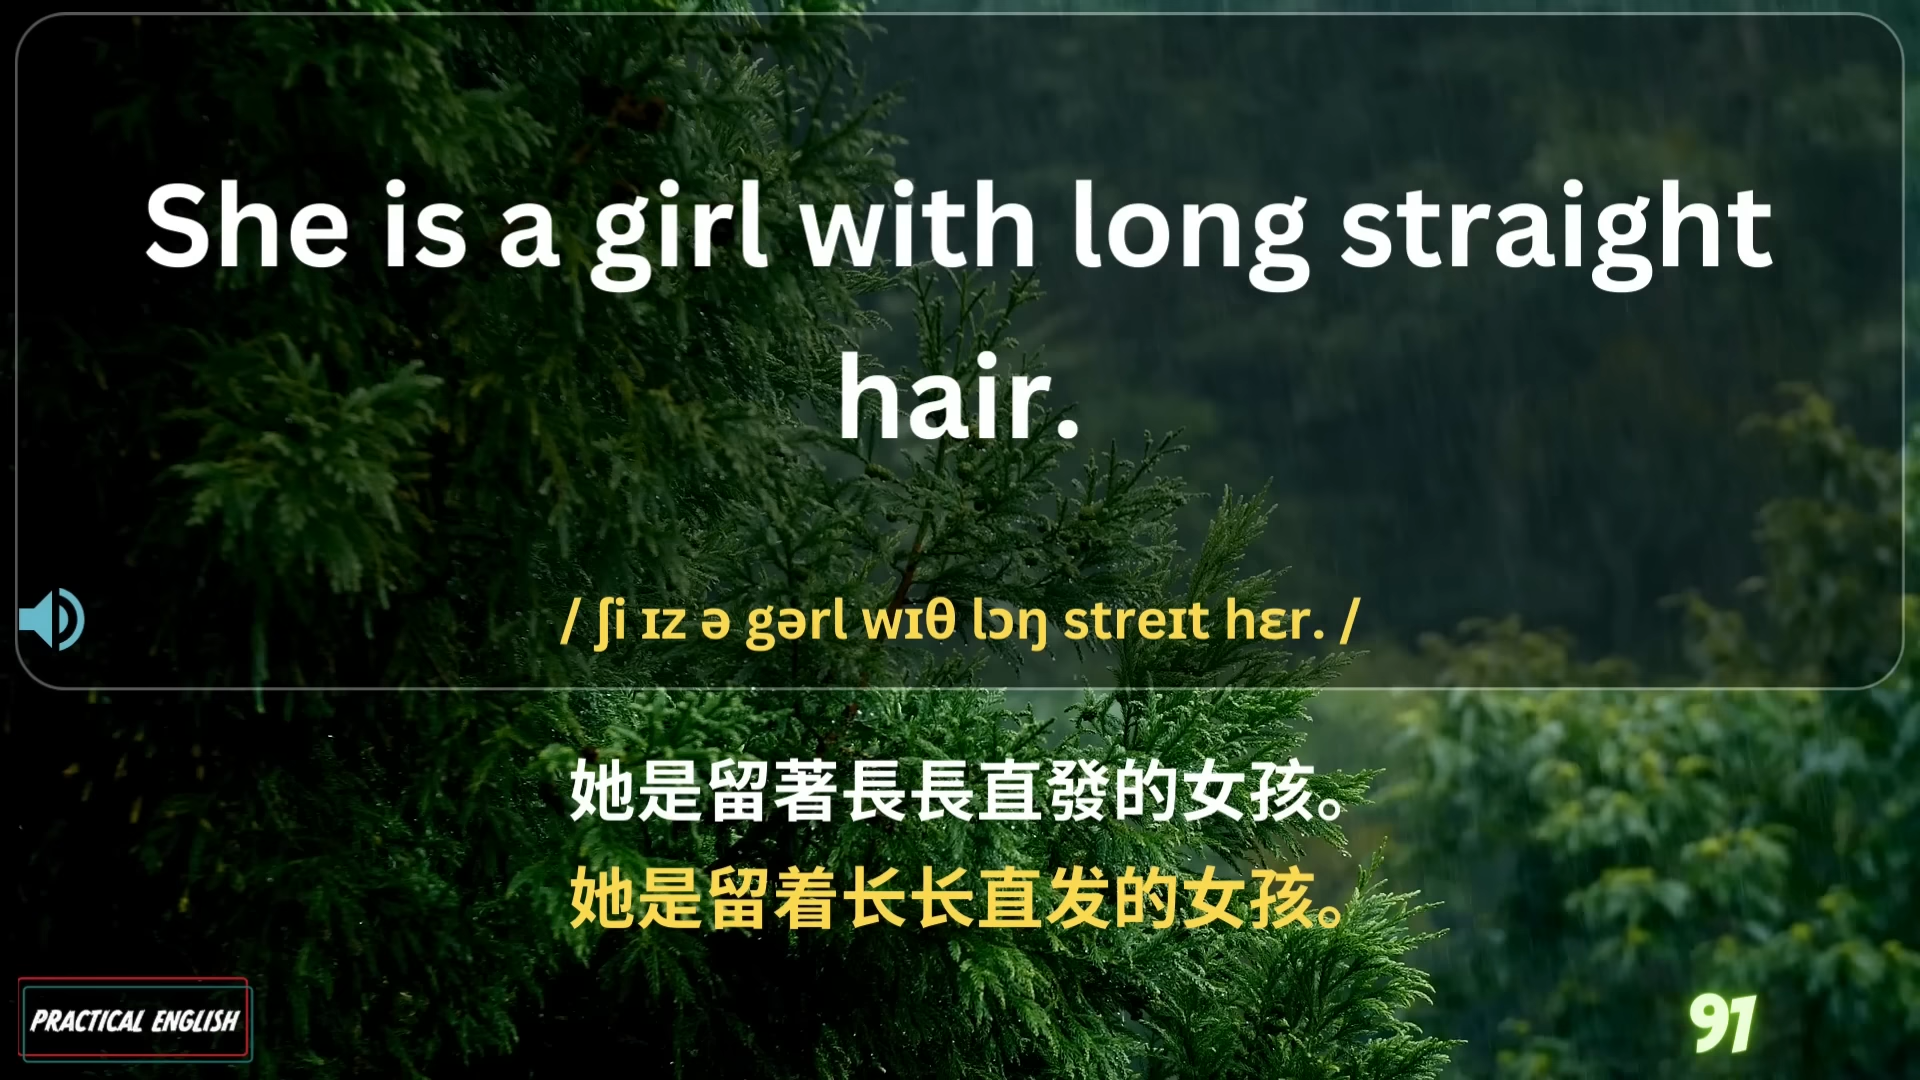 She is a girl with long straight
hair.
/ ʃi ɪz ə gərl wɪθ lɔŋ streɪt hɛr. /
她是留著長長直發的女孩。
她是留着长长直发的女孩。
PRACTICAL ENGLISH
91